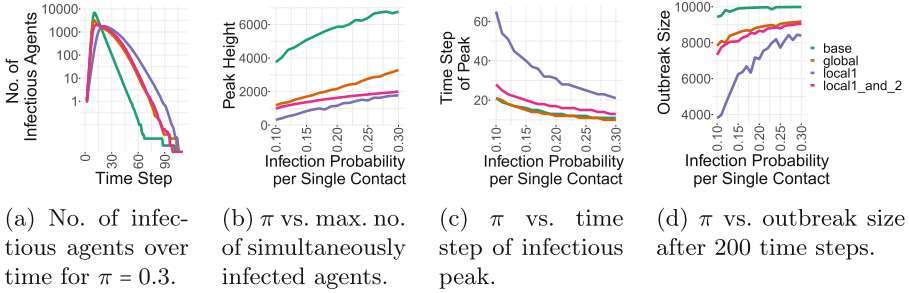 10000
1000
100
10
1
0
30
60
90
No. of
Infectious Agents
Time Step
6000
4000
2000
0
0.10
0.15
0.20
0.25
0.30
Peak Height
Infection Probability
per Single Contact
60
40
20
0.10
0.15
0.20
0.25
0.30
Time Step
of Peak
Infection Probability
per Single Contact
10000
8000
6000
4000
0.10
0.15
0.20
0.25
0.30
Outbreak Size
Infection Probability
per Single Contact
base
global
local1
local1_and_2
(a) No. of infec-
tious agents over
time for π = 0.3.
(b) π vs. max. no.
of simultaneously
infected agents.
(c) π vs. time
step of infectious
peak.
(d) π vs. outbreak size
after 200 time steps.